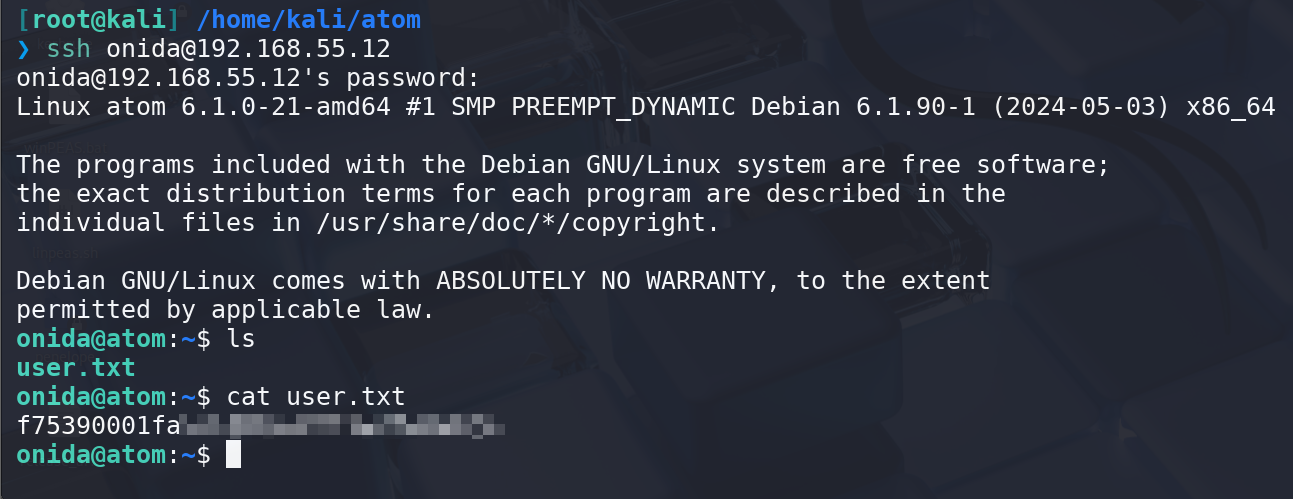 [root@kali] /home/kali/atom
❯ ssh onida@192.168.55.12
onida@192.168.55.12's password:
Linux atom 6.1.0-21-amd64 #1 SMP PREEMPT_DYNAMIC Debian 6.1.90-1 (2024-05-03) x86_64
The programs included with the Debian GNU/Linux system are free software;
the exact distribution terms for each program are described in the
individual files in /usr/share/doc/*/copyright.
Debian GNU/Linux comes with ABSOLUTELY NO WARRANTY, to the extent
permitted by applicable law.
onida@atom:~$ ls
user.txt
onida@atom:~$ cat user.txt
f75390001fa
onida@atom:~$